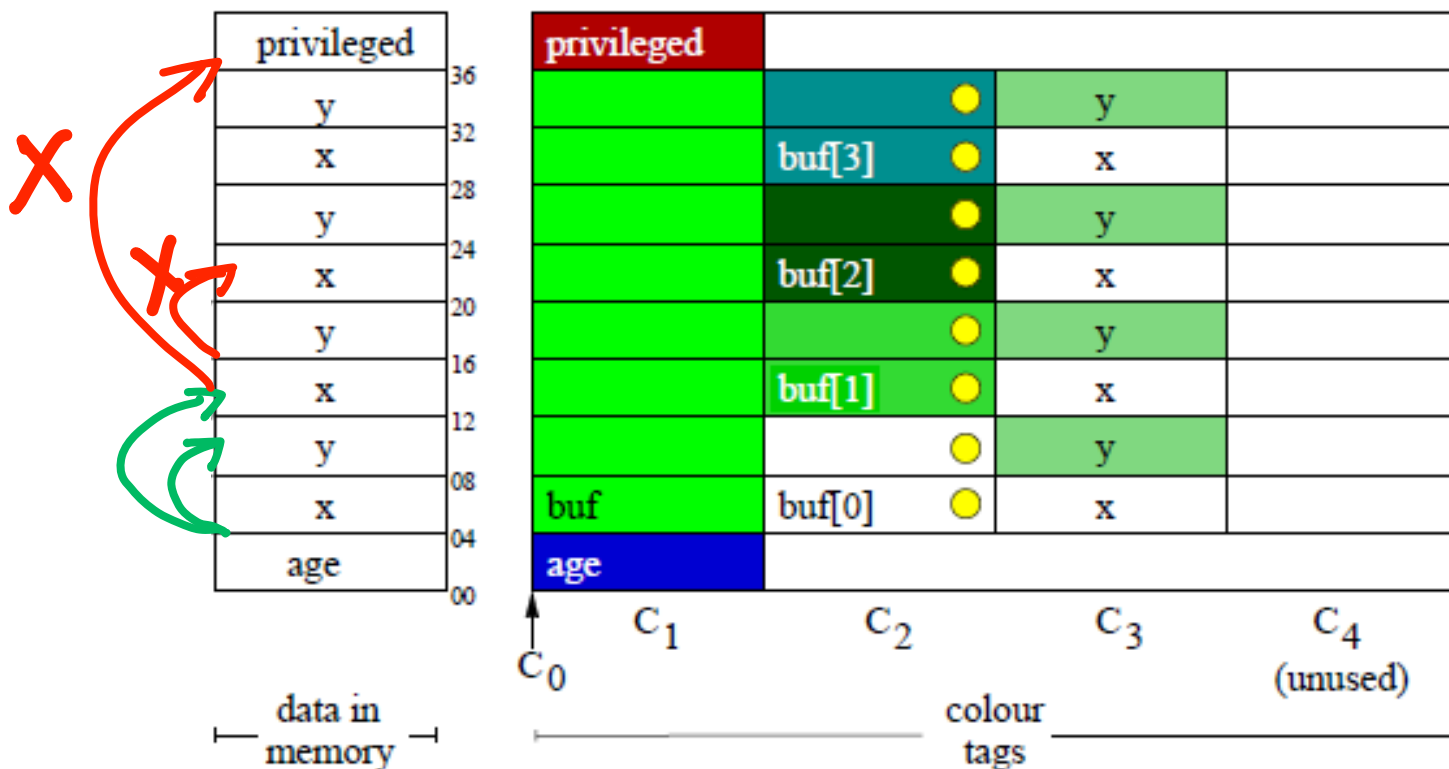 privileged privileged
36
y y
32
x buf[3] x
28
y y
24
x buf[2] x
20
y y
16
x buf[1] x
12
y y
08
x buf buf[0] x
04
age age
00
C1 C2 C3 C4
C0 (unused)
data in colour
memory tags
X
X